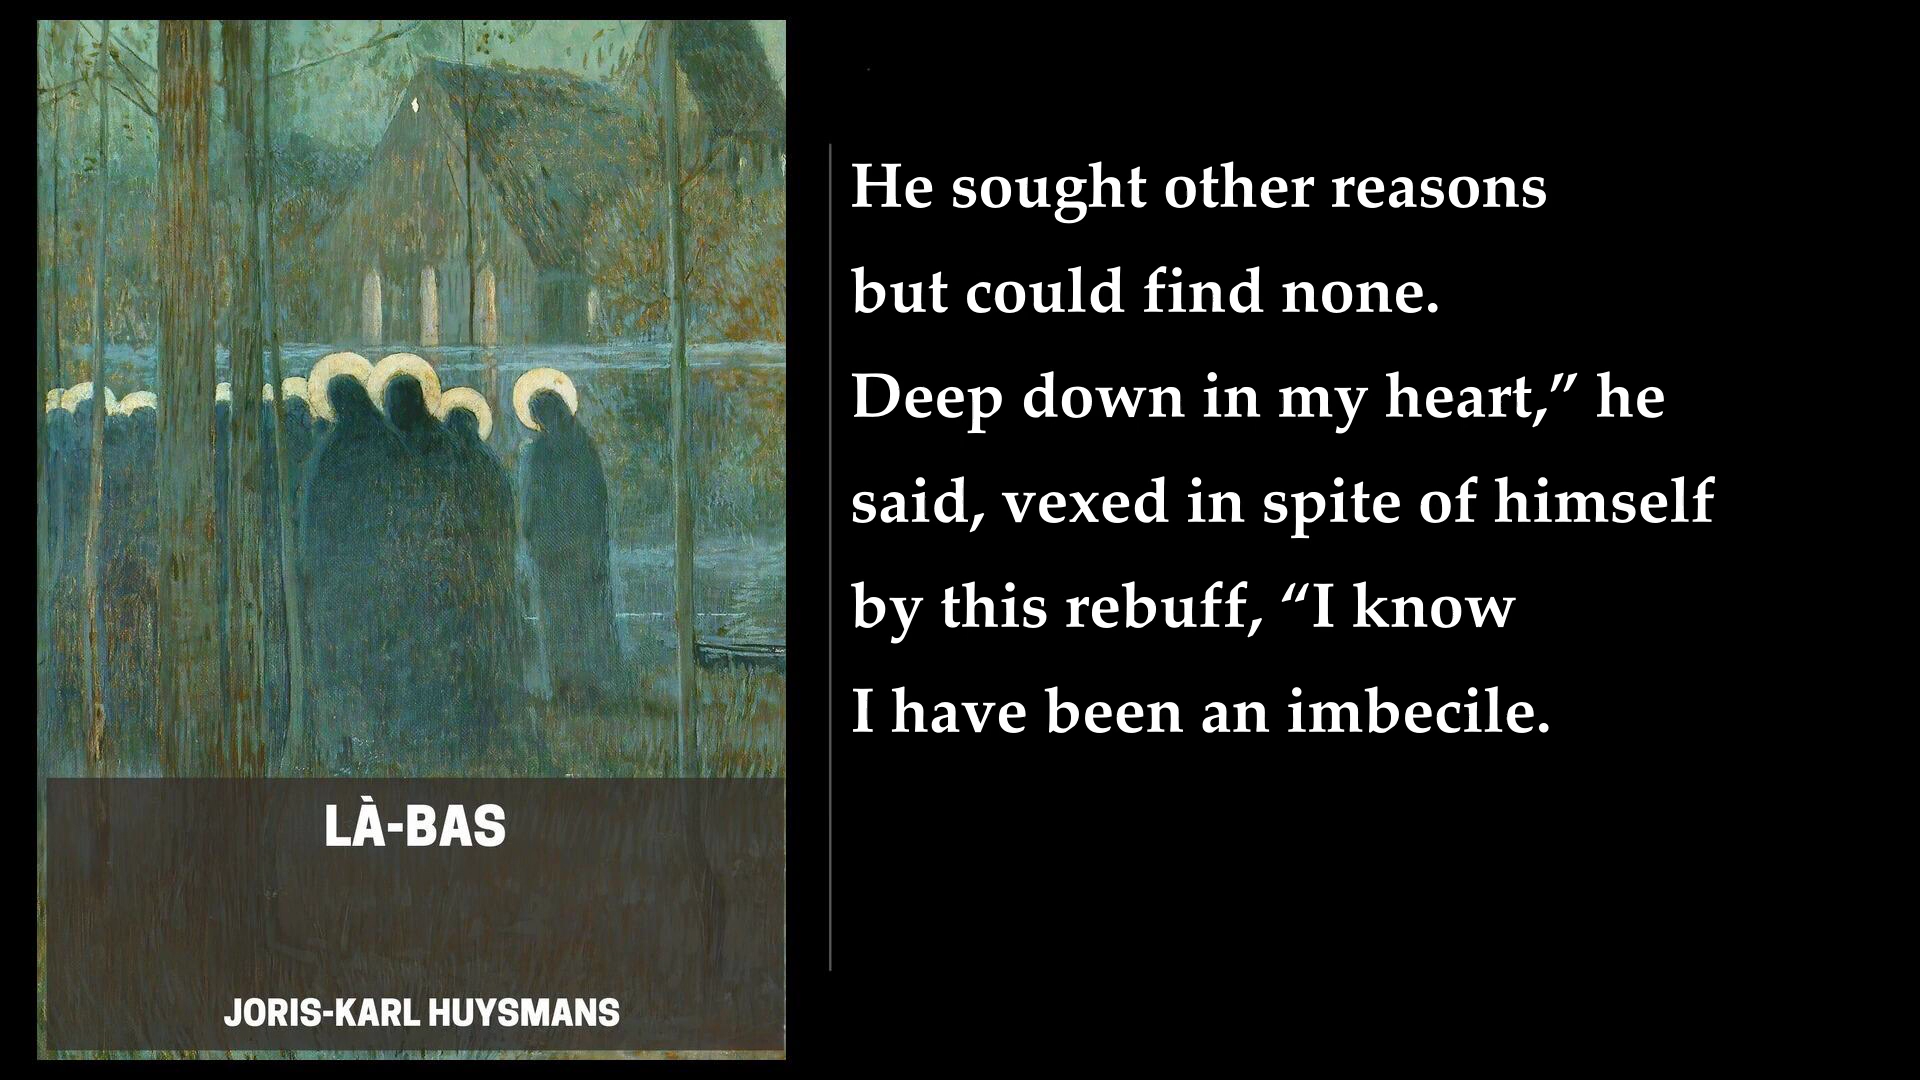 LÀ-BAS
JORIS-KARL HUYSMANS
He sought other reasons
but could find none.
Deep down in my heart,” he
said, vexed in spite of himself
by this rebuff, “I know
I have been an imbecile.